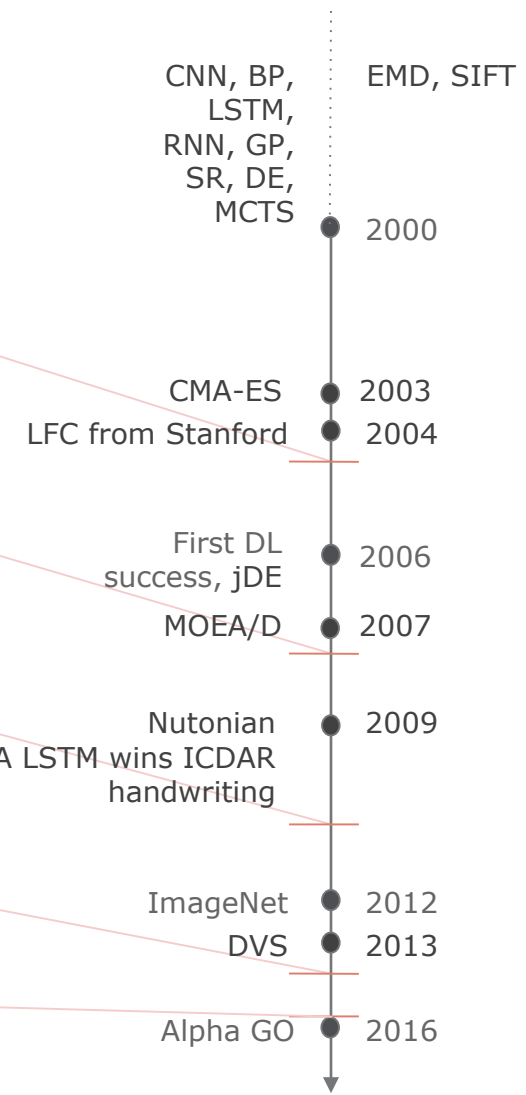 CNN, BP,
LSTM,
RNN, GP,
SR, DE,
MCTS
EMD, SIFT
2000
CMA-ES
2003
LFC from Stanford
2004
First DL
success, jDE
2006
MOEA/D
2007
Nutonian
2009
A LSTM wins ICDAR
handwriting
ImageNet
2012
DVS
2013
Alpha GO
2016